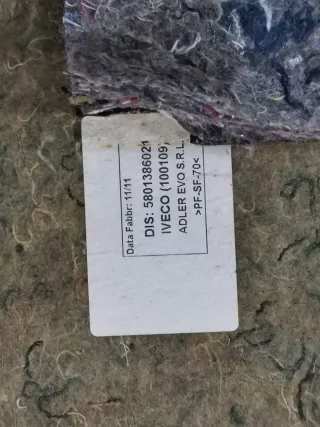 Data Fabbr: 11/11
DIS: 5801386021
IVECO (100109)
ADLER EVO S.R.L.
>PF-SF-70<